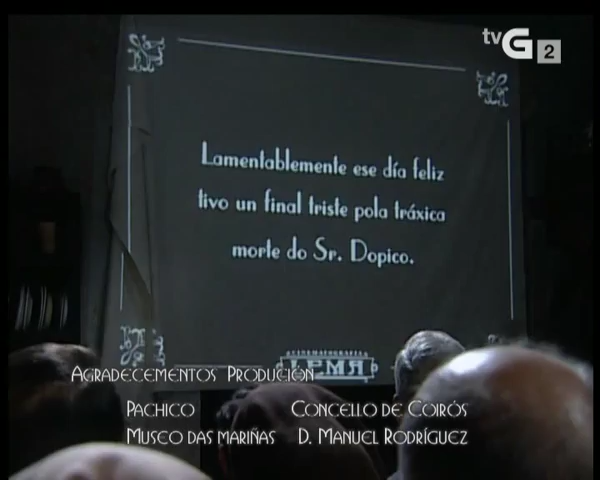 tvG2
Lamentablemente ese día feliz
tivo un final triste pola tráxica
morte do Sr. Dopico.
AGRADECEMENTOS PRODUCIÓN
PACHICO
CONCELLO DE COIRÓS
MUSEO DAS MARIÑAS
D. MANUEL RODRÍGUEZ